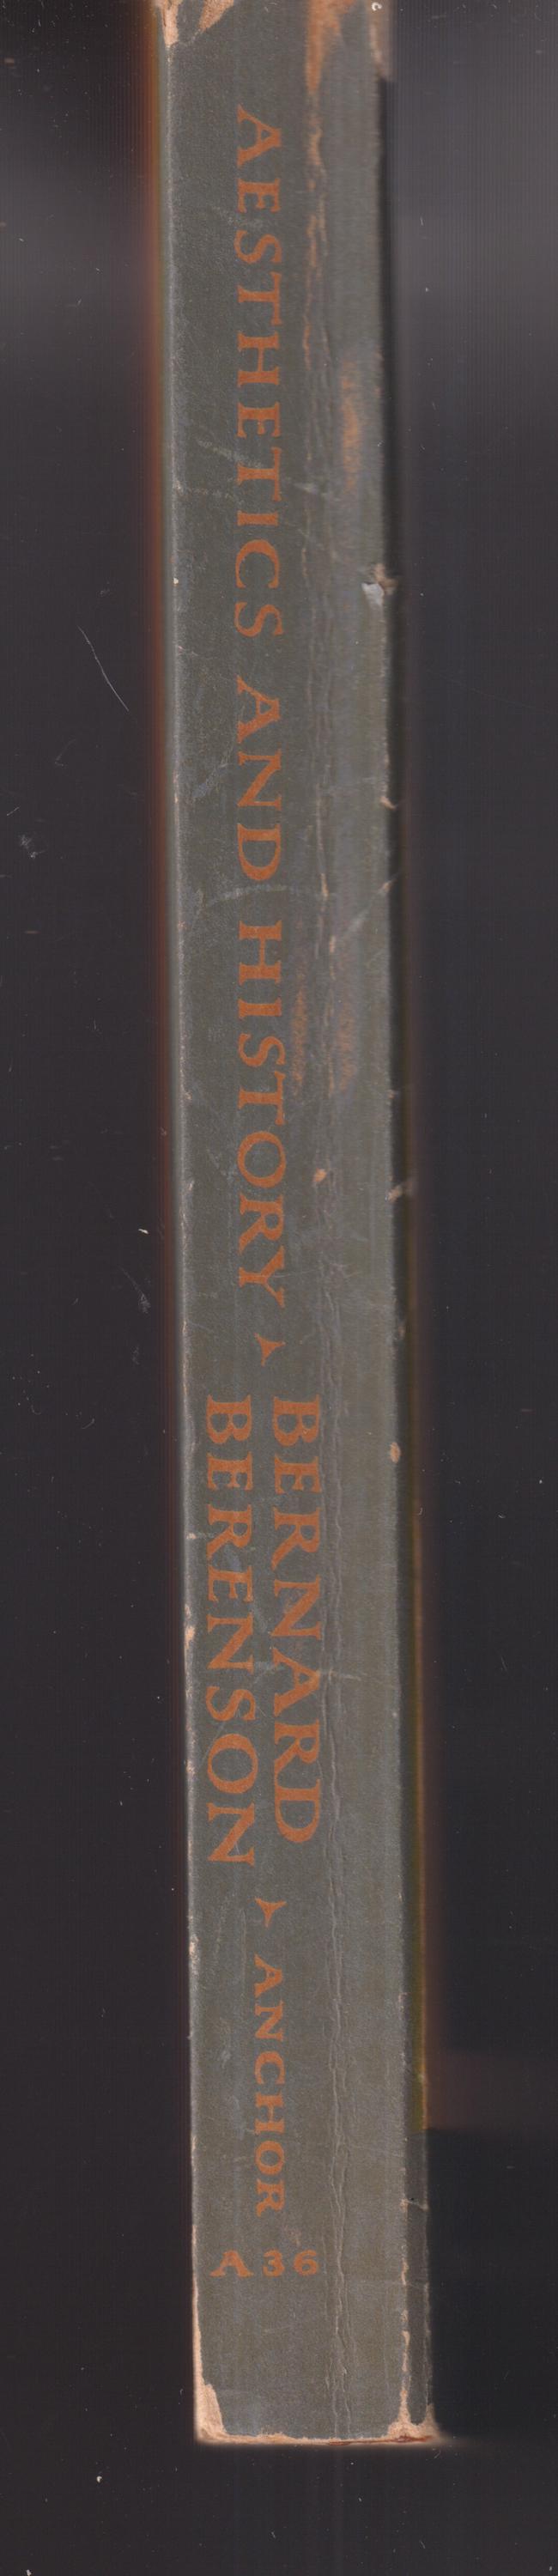 AESTHETICS AND HISTORY
BERNARD
BERENSON
ANCHOR
A36